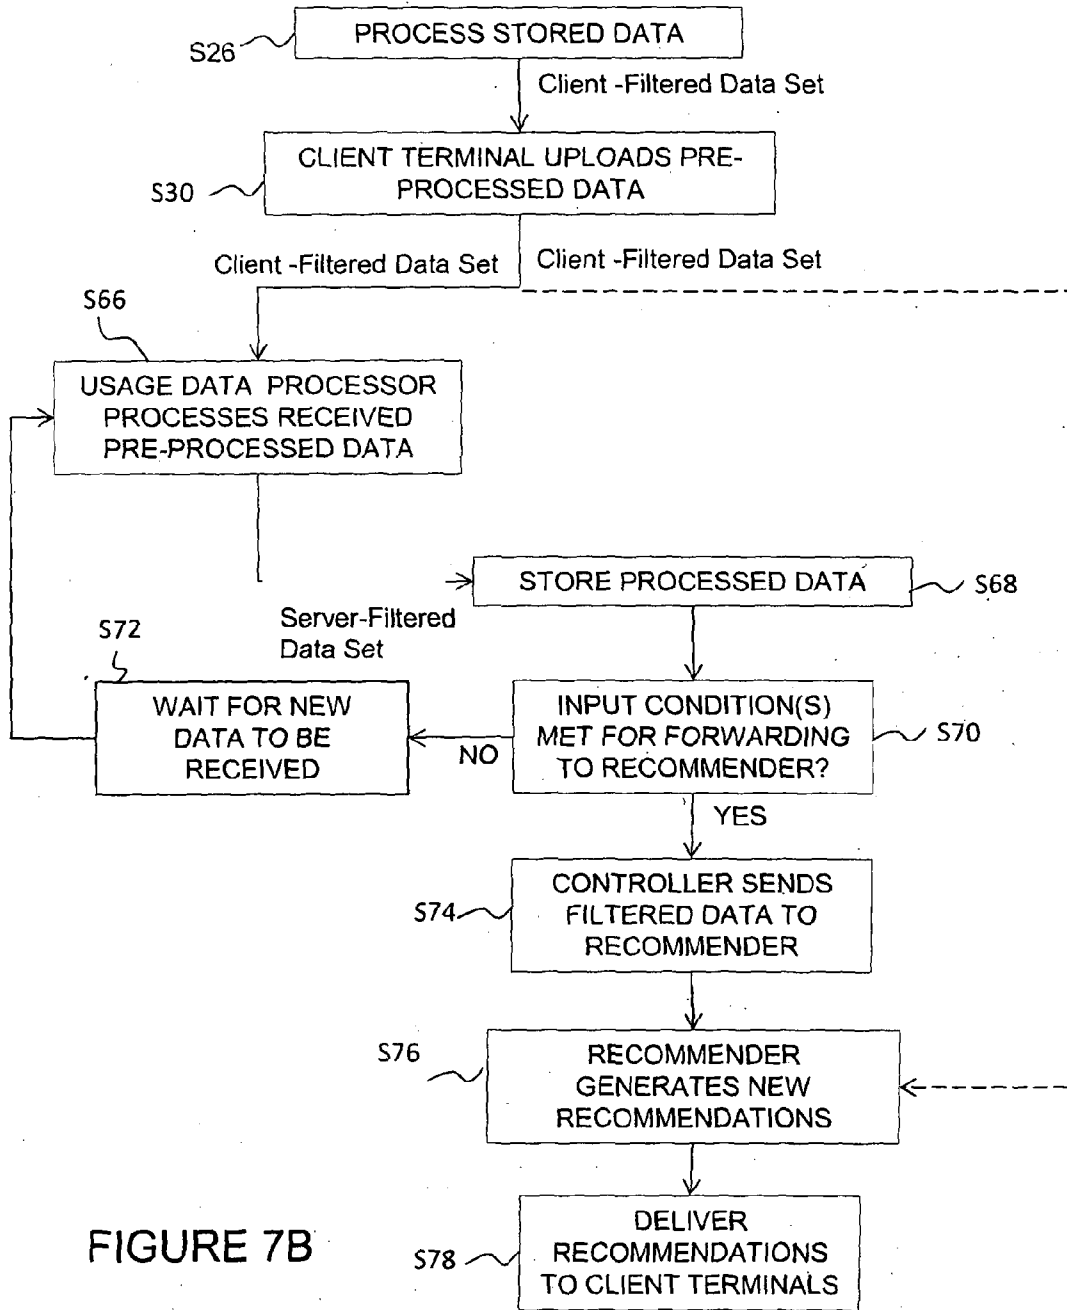 PROCESS STORED DATA
S26
Client -Filtered Data Set
CLIENT TERMINAL UPLOADS PRE-
PROCESSED DATA
S30
Client -Filtered Data Set
Client -Filtered Data Set
S66
USAGE DATA PROCESSOR
PROCESSES RECEIVED
PRE-PROCESSED DATA
STORE PROCESSED DATA
S68
Server-Filtered
Data Set
S72
WAIT FOR NEW
DATA TO BE
RECEIVED
NO
INPUT CONDITION(S)
MET FOR FORWARDING
TO RECOMMENDER?
S70
YES
CONTROLLER SENDS
FILTERED DATA TO
RECOMMENDER
S74
S76
RECOMMENDER
GENERATES NEW
RECOMMENDATIONS
DELIVER
RECOMMENDATIONS
TO CLIENT TERMINALS
S78
FIGURE 7B